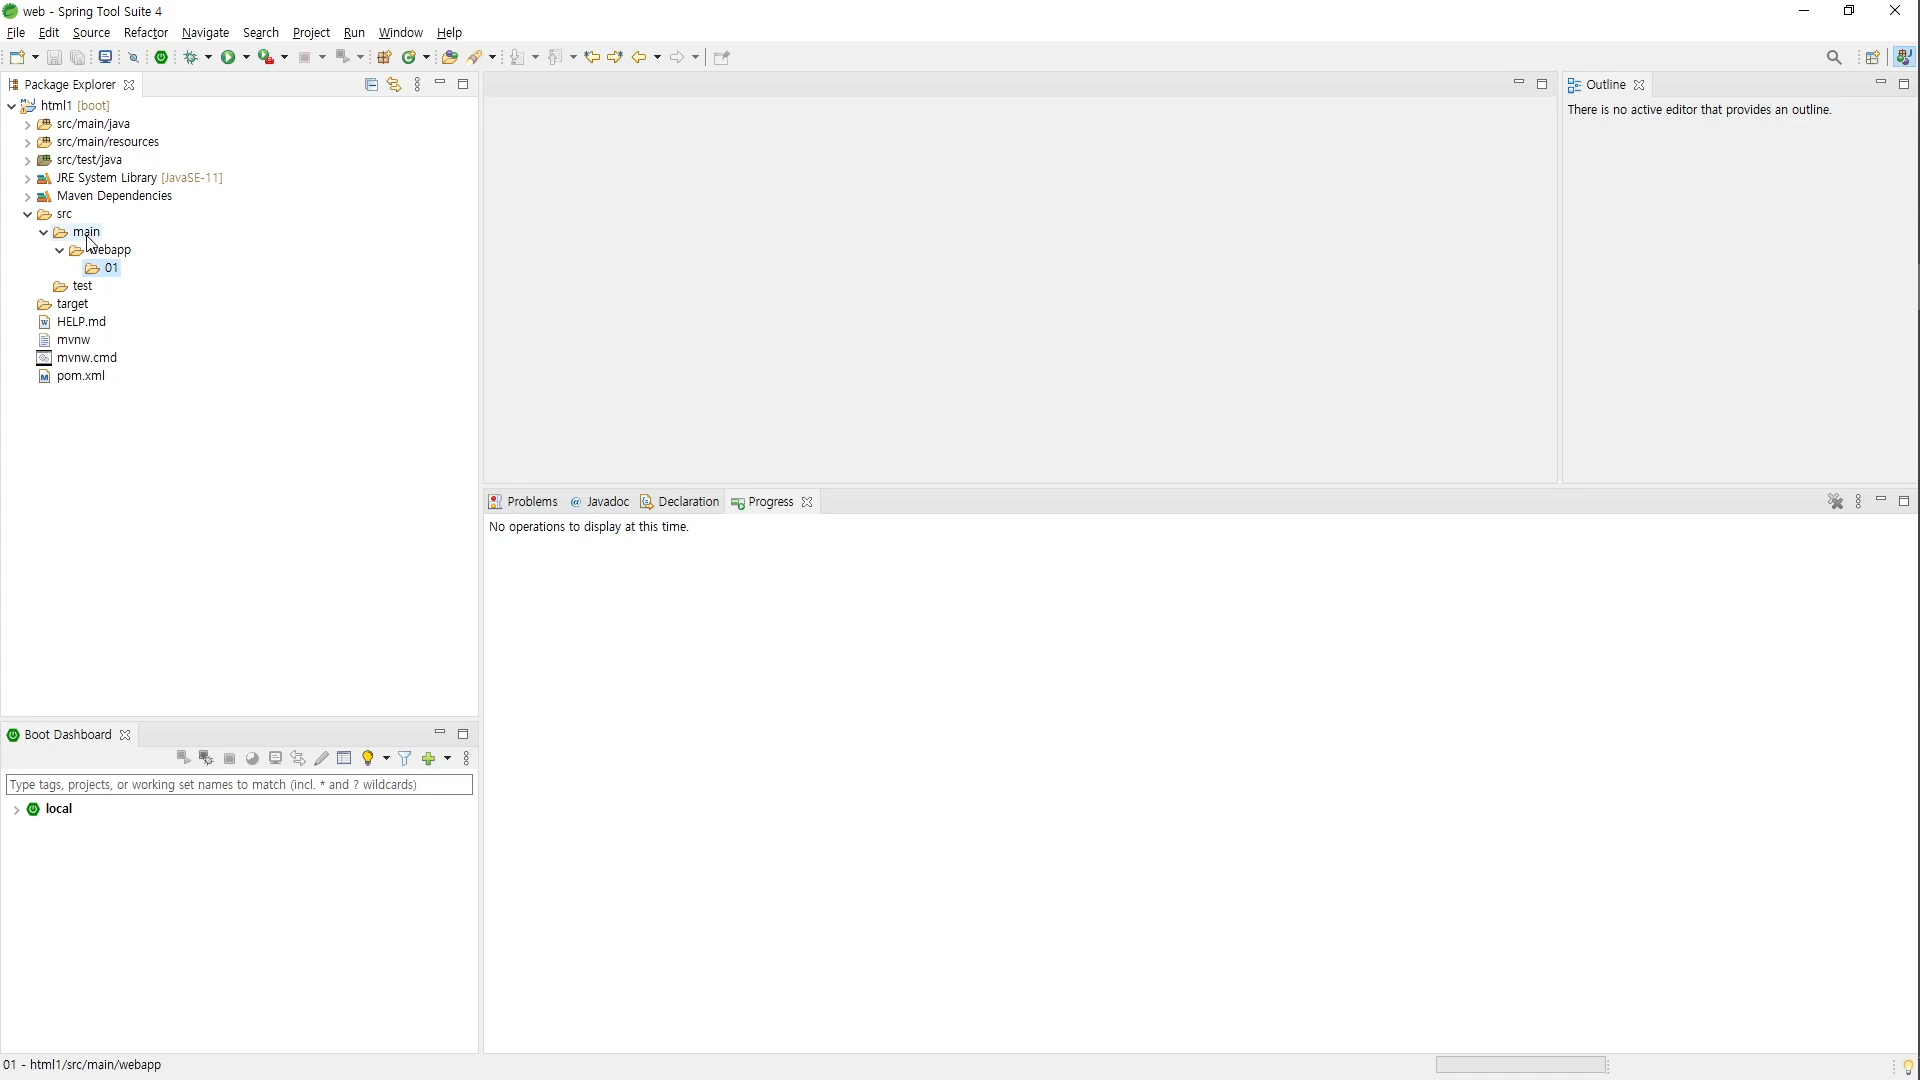 web - Spring Tool Suite 4
File Edit Source Refactor Navigate Search Project Run Window Help
Package Explorer
html1 [boot]
src/main/java
src/main/resources
src/test/java
JRE System Library [JavaSE-11]
Maven Dependencies
src
main
webapp
01
test
target
HELP.md
mvnw
mvnw.cmd
pom.xml
Outline
There is no active editor that provides an outline.
Problems @ Javadoc Declaration Progress
No operations to display at this time.
Boot Dashboard
Type tags, projects, or working set names to match (incl. * and ? wildcards)
local
01 - html1/src/main/webapp